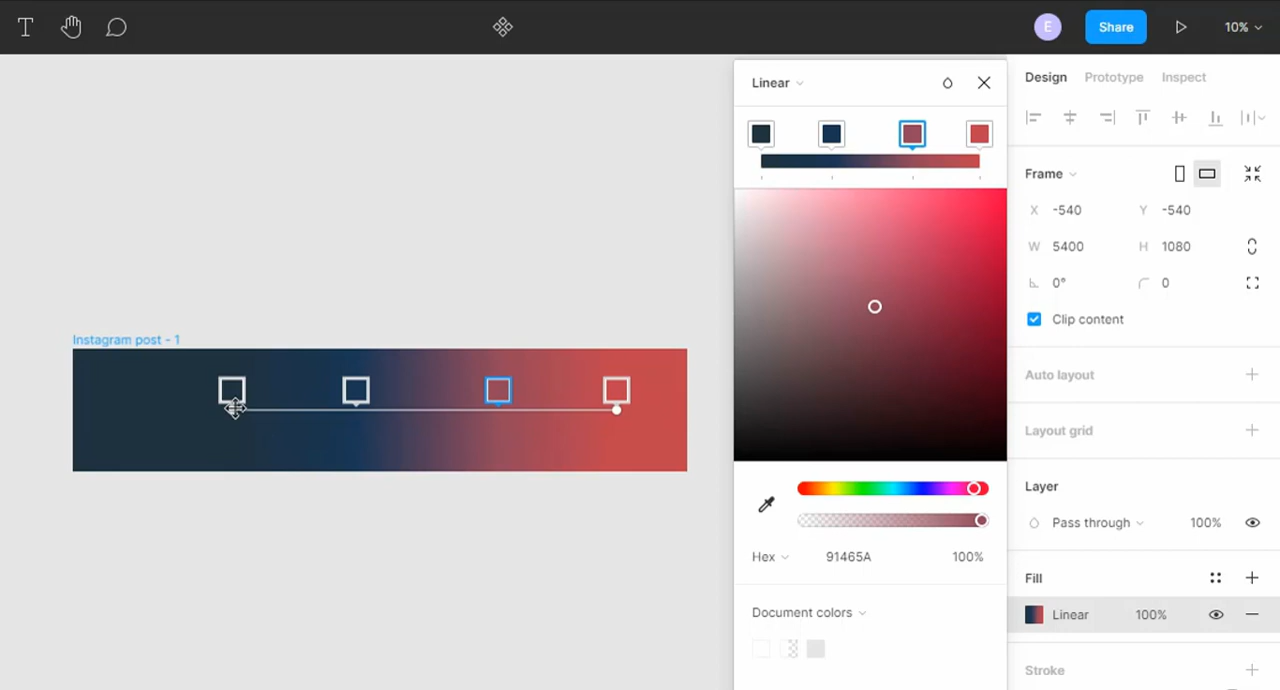 T
E
Share
10%
Linear
Design Prototype Inspect
Frame
X -540 Y -540
W 5400 H 1080
0° 0
Clip content
Instagram post - 1
Auto layout
Layout grid
Layer
Pass through 100%
Hex 91465A 100%
Fill
Document colors
Linear 100%
Stroke